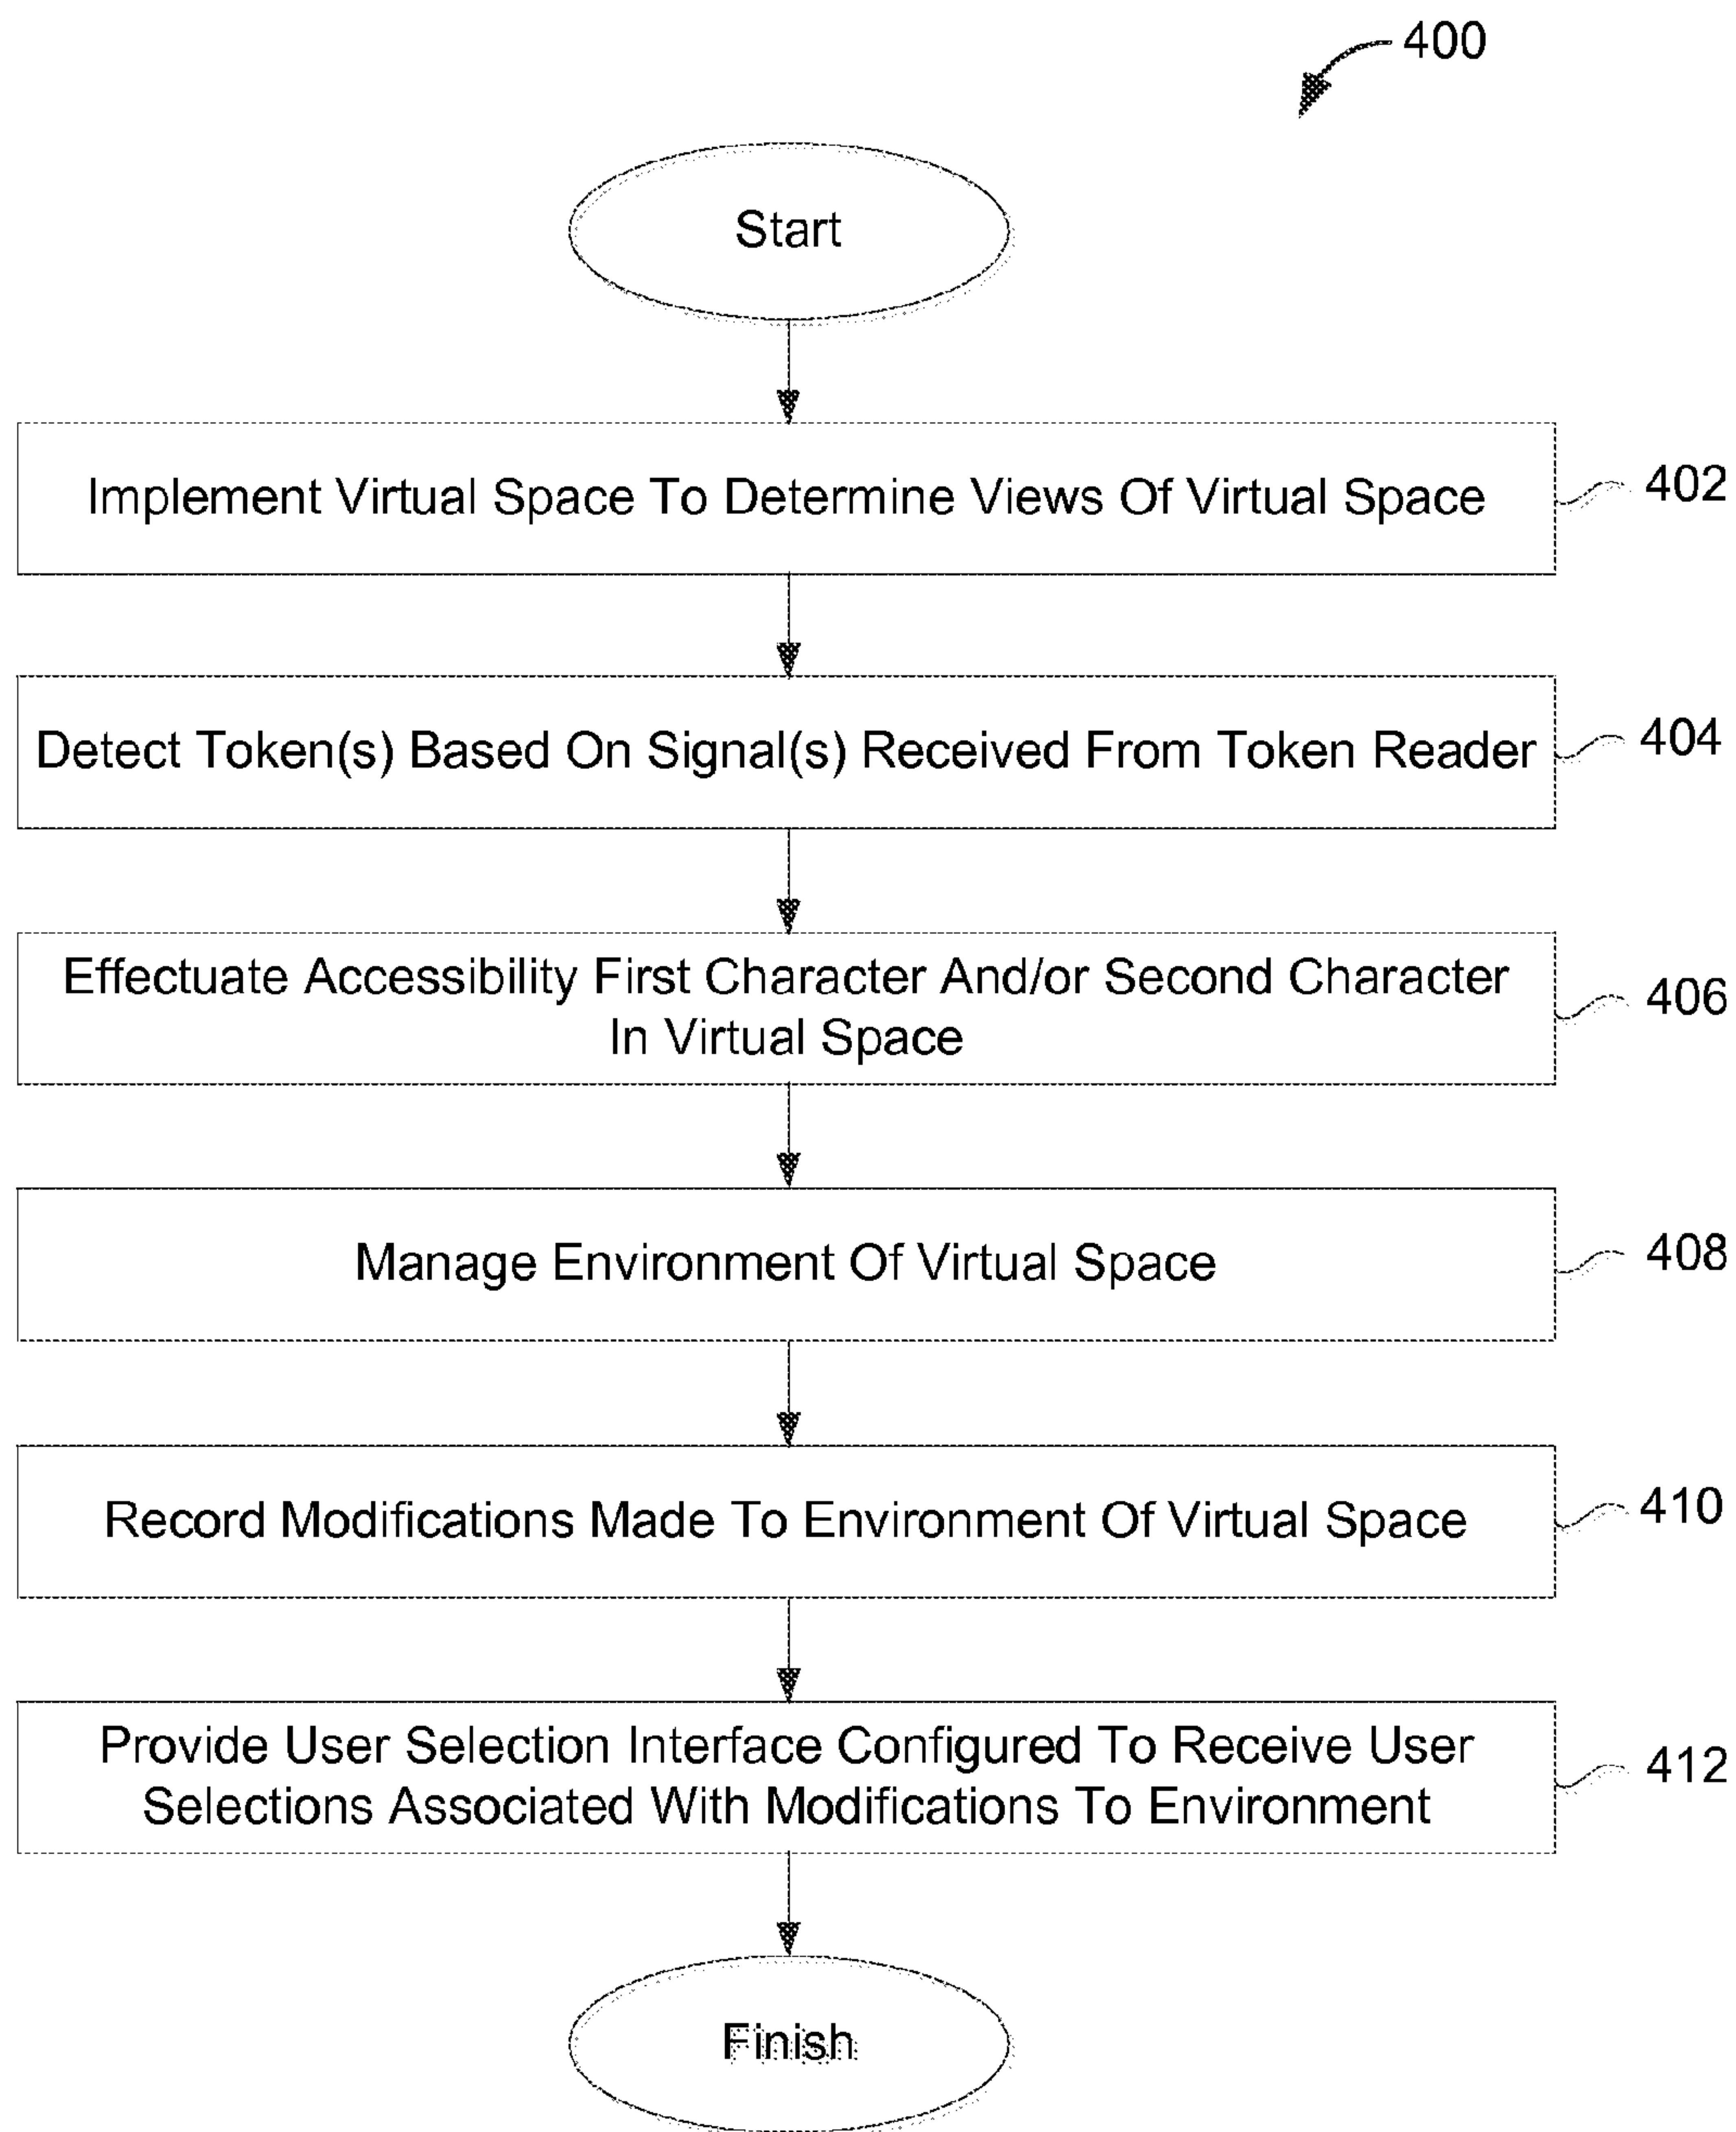 400
Start
Implement Virtual Space To Determine Views Of Virtual Space
402
Detect Token(s) Based On Signal(s) Received From Token Reader
404
Effectuate Accessibility First Character And/or Second Character
In Virtual Space
406
Manage Environment Of Virtual Space
408
Record Modifications Made To Environment Of Virtual Space
410
Provide User Selection Interface Configured To Receive User
Selections Associated With Modifications To Environment
412
Finish